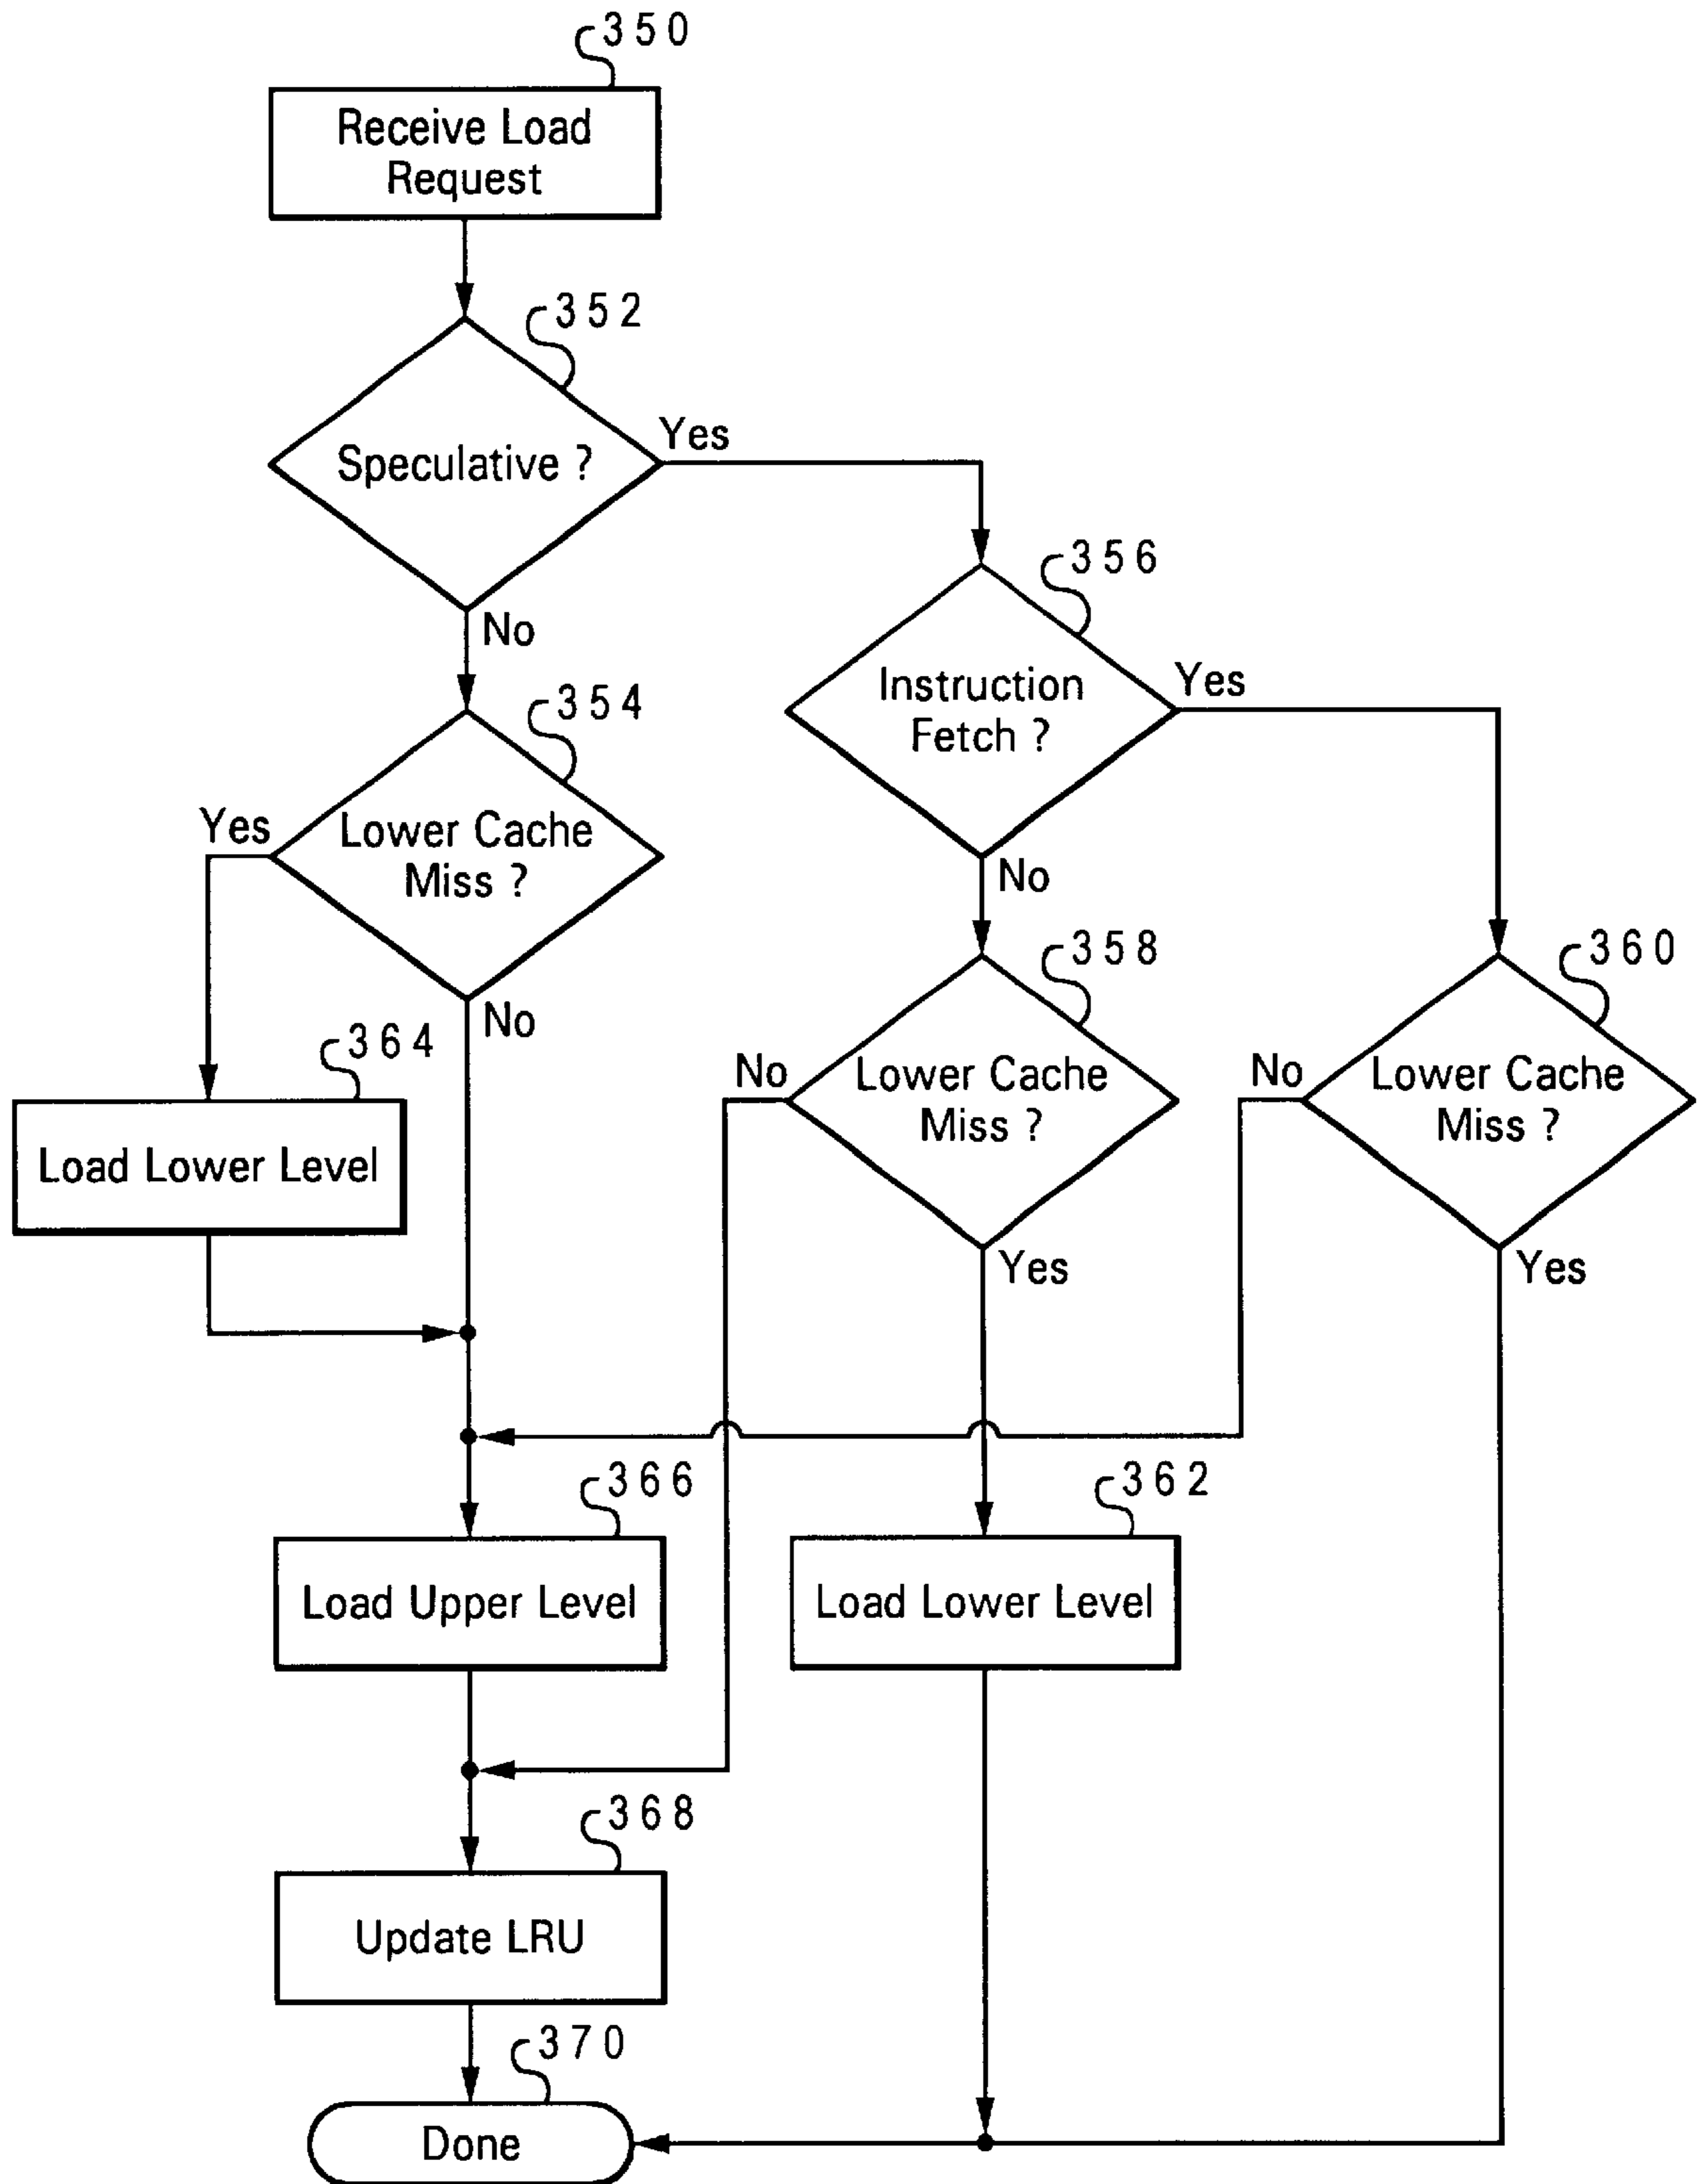 350
Receive Load
Request
352
Speculative ?
Yes
No
356
Instruction
Fetch ?
Yes
No
354
Lower Cache
Miss ?
Yes
No
358
Lower Cache
Miss ?
No
Yes
360
Lower Cache
Miss ?
No
Yes
364
Load Lower Level
366
Load Upper Level
362
Load Lower Level
368
Update LRU
370
Done